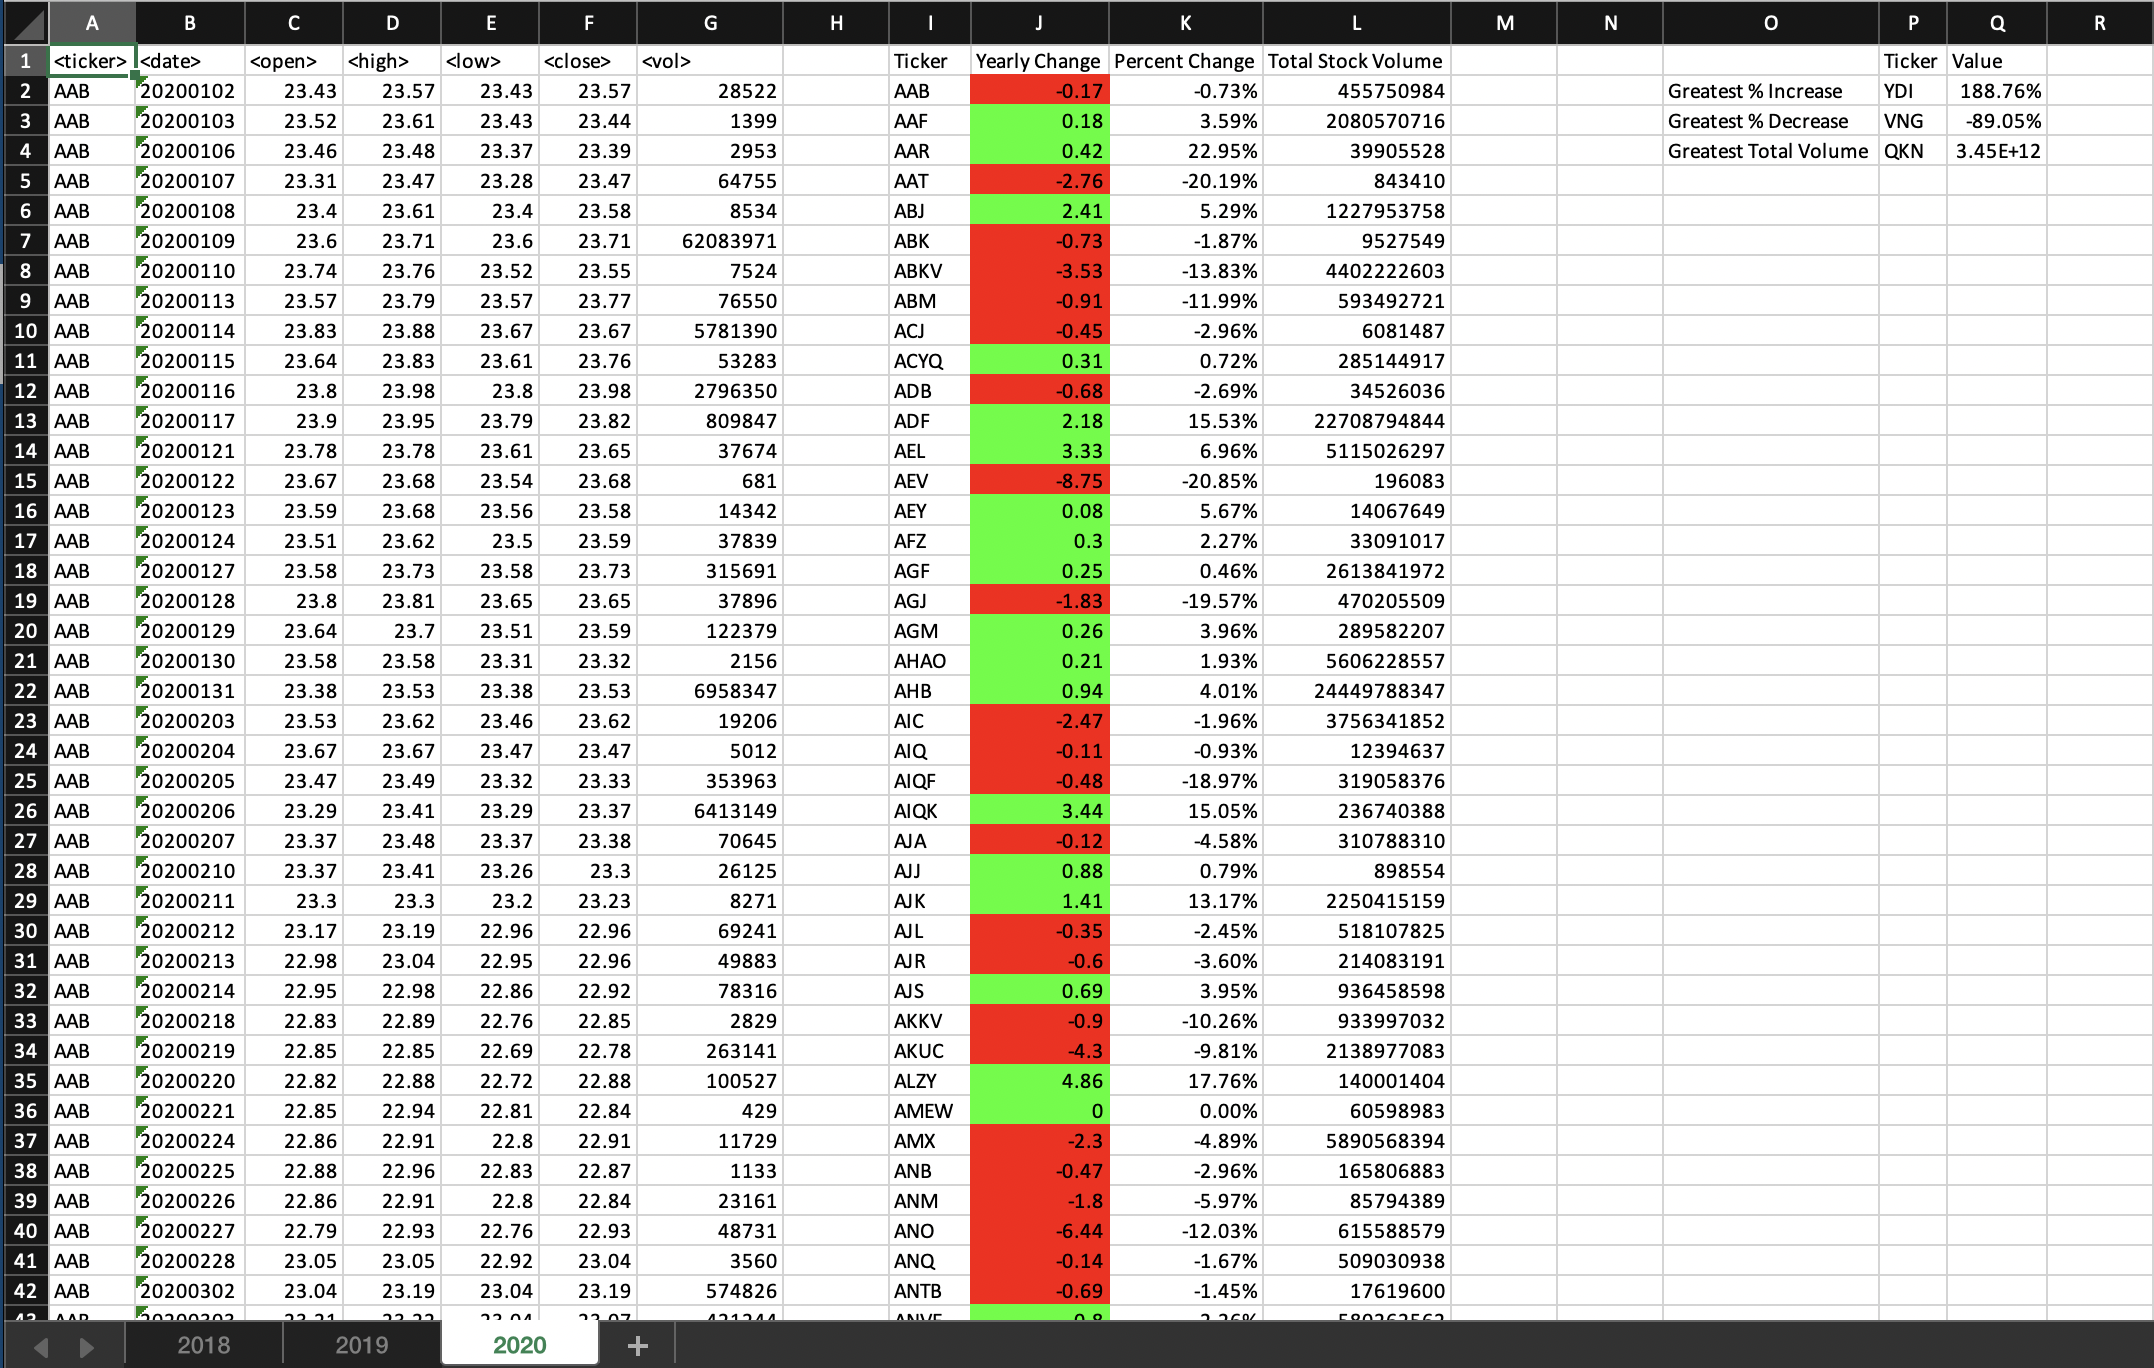 A B C D E F G H I J K L M N O P Q R
1 <ticker> <date> <open> <high> <low> <close> <vol> Ticker Yearly Change Percent Change Total Stock Volume Ticker Value
2 AAB 20200102 23.43 23.57 23.43 23.57 28522 AAB -0.17 -0.73% 455750984 Greatest % Increase YDI 188.76%
3 AAB 20200103 23.52 23.61 23.43 23.44 1399 AAF 0.18 3.59% 2080570716 Greatest % Decrease VNG -89.05%
4 AAB 20200106 23.46 23.48 23.37 23.39 2953 AAR 0.42 22.95% 39905528 Greatest Total Volume QKN 3.45E+12
5 AAB 20200107 23.31 23.47 23.28 23.47 64755 AAT -2.76 -20.19% 843410
6 AAB 20200108 23.4 23.61 23.4 23.58 8534 ABJ 2.41 5.29% 1227953758
7 AAB 20200109 23.6 23.71 23.6 23.71 62083971 ABK -0.73 -1.87% 9527549
8 AAB 20200110 23.74 23.76 23.52 23.55 7524 ABKV -3.53 -13.83% 4402222603
9 AAB 20200113 23.57 23.79 23.57 23.77 76550 ABM -0.91 -11.99% 593492721
10 AAB 20200114 23.83 23.88 23.67 23.67 5781390 ACJ -0.45 -2.96% 6081487
11 AAB 20200115 23.64 23.83 23.61 23.76 53283 ACYQ 0.31 0.72% 285144917
12 AAB 20200116 23.8 23.98 23.8 23.98 2796350 ADB -0.68 -2.69% 34526036
13 AAB 20200117 23.9 23.95 23.79 23.82 809847 ADF 2.18 15.53% 22708794844
14 AAB 20200121 23.78 23.78 23.61 23.65 37674 AEL 3.33 6.96% 5115026297
15 AAB 20200122 23.67 23.68 23.54 23.68 681 AEV -8.75 -20.85% 196083
16 AAB 20200123 23.59 23.68 23.56 23.58 14342 AEY 0.08 5.67% 14067649
17 AAB 20200124 23.51 23.62 23.5 23.59 37839 AFZ 0.3 2.27% 33091017
18 AAB 20200127 23.58 23.73 23.58 23.73 315691 AGF 0.25 0.46% 2613841972
19 AAB 20200128 23.8 23.81 23.65 23.65 37896 AGJ -1.83 -19.57% 470205509
20 AAB 20200129 23.64 23.7 23.51 23.59 122379 AGM 0.26 3.96% 289582207
21 AAB 20200130 23.58 23.58 23.31 23.32 2156 AHAO 0.21 1.93% 5606228557
22 AAB 20200131 23.38 23.53 23.38 23.53 6958347 AHB 0.94 4.01% 24449788347
23 AAB 20200203 23.53 23.62 23.46 23.62 19206 AIC -2.47 -1.96% 3756341852
24 AAB 20200204 23.67 23.67 23.47 23.47 5012 AIQ -0.11 -0.93% 12394637
25 AAB 20200205 23.47 23.49 23.32 23.33 353963 AIQF -0.48 -18.97% 319058376
26 AAB 20200206 23.29 23.41 23.29 23.37 6413149 AIQK 3.44 15.05% 236740388
27 AAB 20200207 23.37 23.48 23.37 23.38 70645 AJA -0.12 -4.58% 310788310
28 AAB 20200210 23.37 23.41 23.26 23.3 26125 AJJ 0.88 0.79% 898554
29 AAB 20200211 23.3 23.3 23.2 23.23 8271 AJK 1.41 13.17% 2250415159
30 AAB 20200212 23.17 23.19 22.96 22.96 69241 AJL -0.35 -2.45% 518107825
31 AAB 20200213 22.98 23.04 22.95 22.96 49883 AJR -0.6 -3.60% 214083191
32 AAB 20200214 22.95 22.98 22.86 22.92 78316 AJS 0.69 3.95% 936458598
33 AAB 20200218 22.83 22.89 22.76 22.85 2829 AKKV -0.9 -10.26% 933997032
34 AAB 20200219 22.85 22.85 22.69 22.78 263141 AKUC -4.3 -9.81% 2138977083
35 AAB 20200220 22.82 22.88 22.72 22.88 100527 ALZY 4.86 17.76% 140001404
36 AAB 20200221 22.85 22.94 22.81 22.84 429 AMEW 0 0.00% 60598983
37 AAB 20200224 22.86 22.91 22.8 22.91 11729 AMX -2.3 -4.89% 5890568394
38 AAB 20200225 22.88 22.96 22.83 22.87 1133 ANB -0.47 -2.96% 165806883
39 AAB 20200226 22.86 22.91 22.8 22.84 23161 ANM -1.8 -5.97% 85794389
40 AAB 20200227 22.79 22.93 22.76 22.93 48731 ANO -6.44 -12.03% 615588579
41 AAB 20200228 23.05 23.05 22.92 23.04 3560 ANQ -0.14 -1.67% 509030938
42 AAB 20200302 23.04 23.19 23.04 23.19 574826 ANTB -0.69 -1.45% 17619600
2018 2019 2020 +